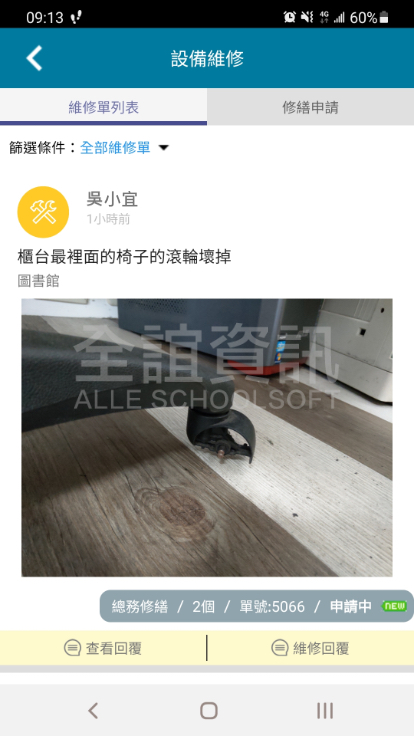 09:13 4G 60%
設備維修
維修單列表 修繕申請
篩選條件：全部維修單
吳小宜
1小時前
櫃台最裡面的椅子的滾輪壞掉
圖書館
全誼資訊
ALLE SCHOOLSOFT
總務修繕 / 2個 / 單號:5066 / 申請中 NEW
查看回覆 維修回覆